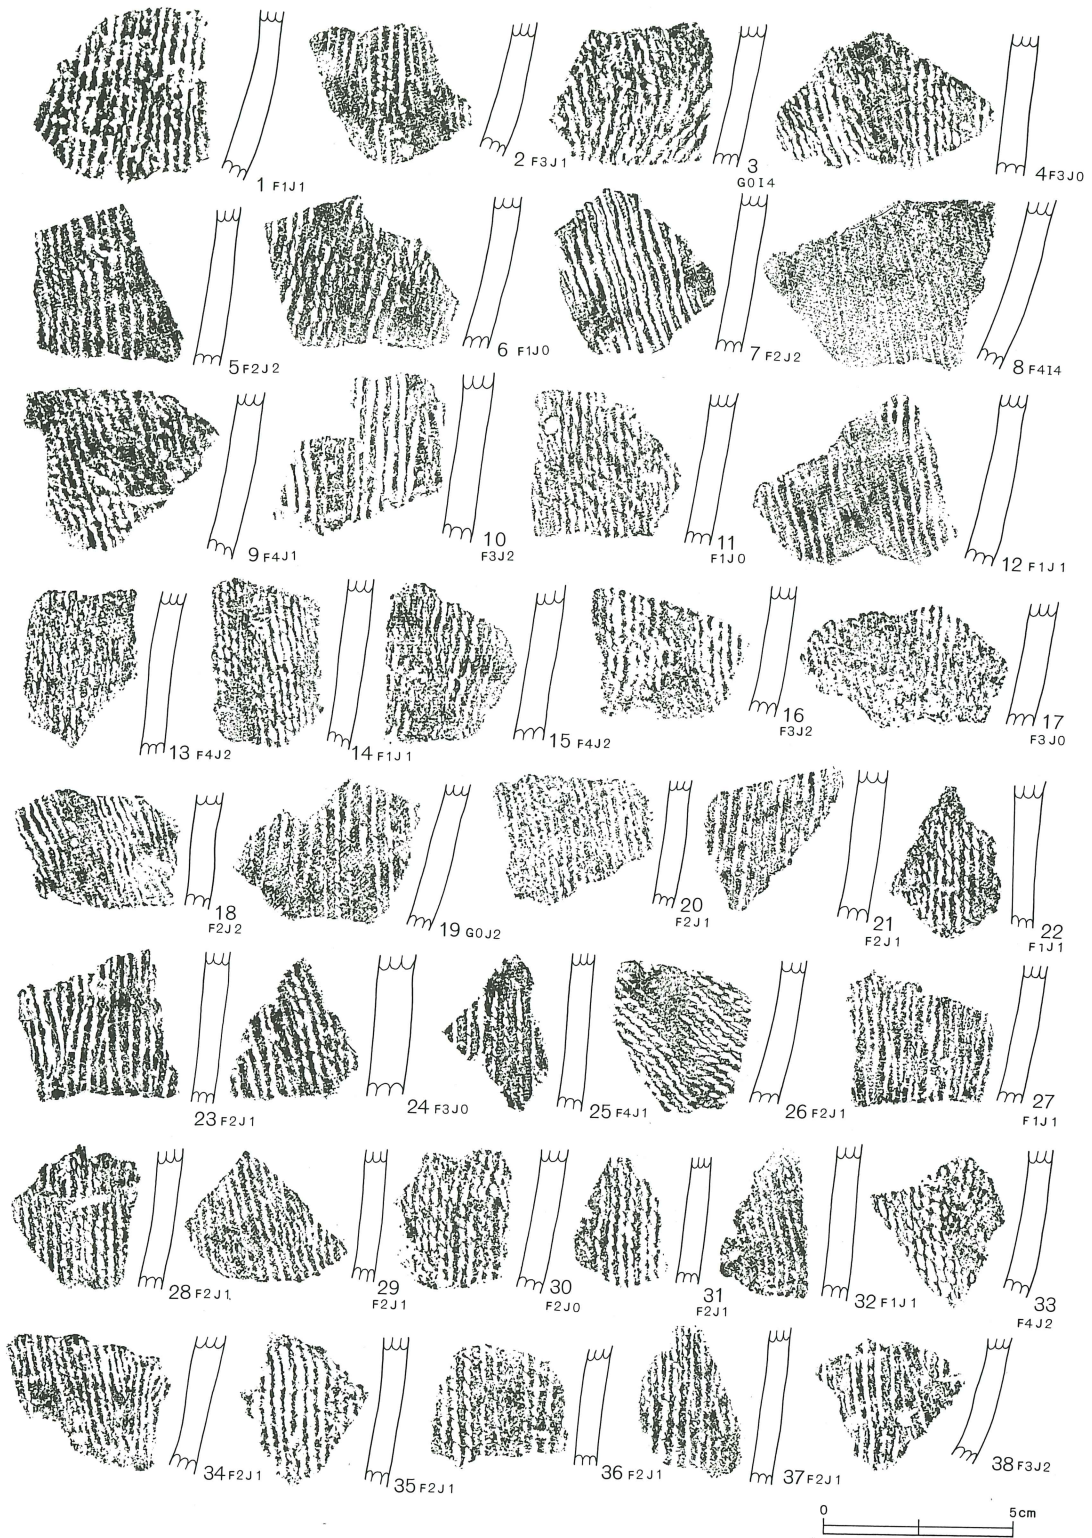 1 F1J1
2 F3J1
3
G0I4
4 F3J0
5 F2J2
6 F1J0
7 F2J2
8 F4I4
9 F4J1
10
F3J2
11
F1J0
12 F1J1
13 F4J2
14 F1J1
15 F4J2
16
F3J2
17
F3J0
18
F2J2
19 G0J2
20
F2J1
21
F2J1
22
F1J1
23 F2J1
24 F3J0
25 F4J1
26 F2J1
27
F1J1
28 F2J1
29
F2J1
30
F2J0
31
F2J1
32 F1J1
33
F4J2
34 F2J1
35 F2J1
36 F2J1
37 F2J1
38 F3J2
0 5cm